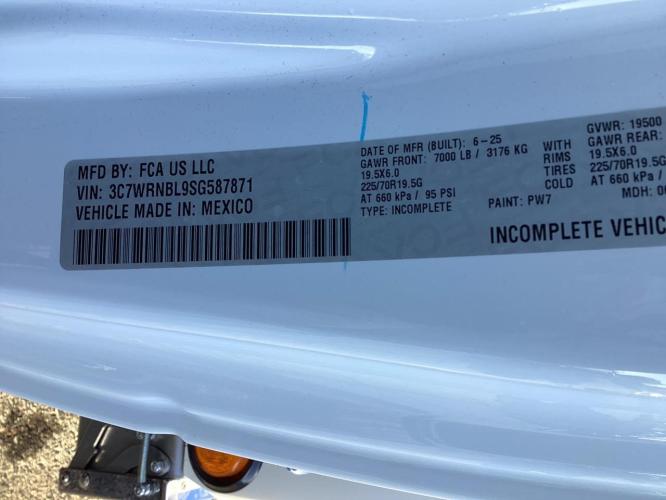 MFD BY: FCA US LLC
VIN: 3C7WRNBL9SG587871
VEHICLE MADE IN: MEXICO
DATE OF MFR (BUILT): 6-25
GAWR FRONT: 7000 LB / 3176 KG WITH
19.5X6.0 RIMS
225/70R19.5G TIRES
AT 660 kPa / 95 PSI COLD
TYPE: INCOMPLETE PAINT: PW7
GVWR: 19500
GAWR REAR:
19.5X6.0
225/70R19.5G
AT 660 kPa /
MDH: 0
INCOMPLETE VEHIC